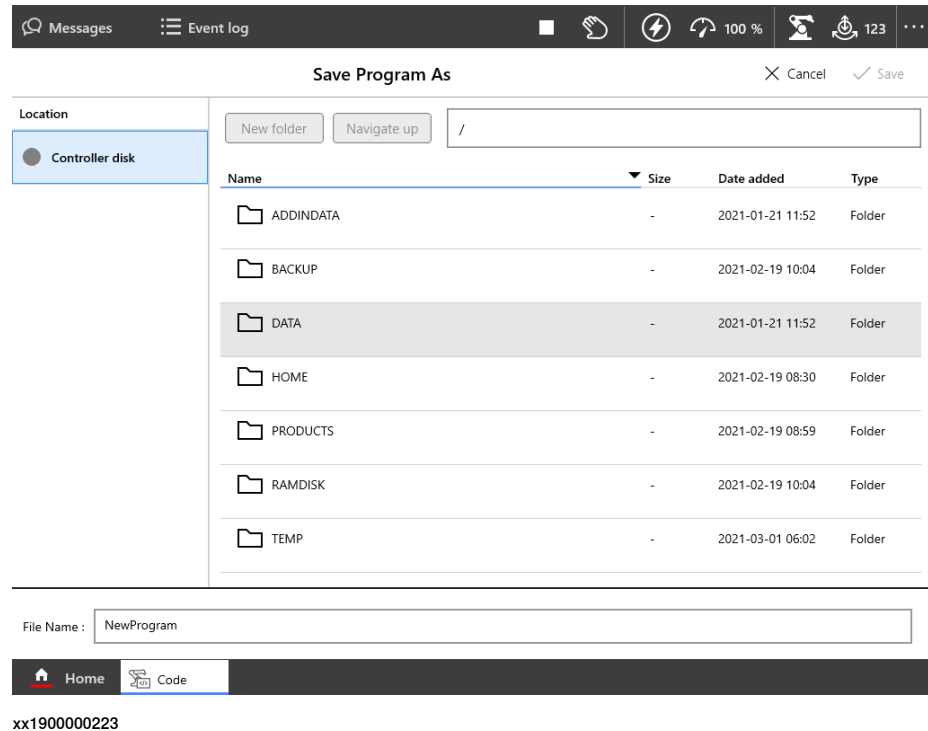 Messages Event log 100 % 123 ...
Save Program As Cancel Save
Location
New folder Navigate up /
Controller disk
Name Size Date added Type
ADDINDATA - 2021-01-21 11:52 Folder
BACKUP - 2021-02-19 10:04 Folder
DATA - 2021-01-21 11:52 Folder
HOME - 2021-02-19 08:30 Folder
PRODUCTS - 2021-02-19 08:59 Folder
RAMDISK - 2021-02-19 10:04 Folder
TEMP - 2021-03-01 06:02 Folder
File Name : NewProgram
Home Code
xx1900000223